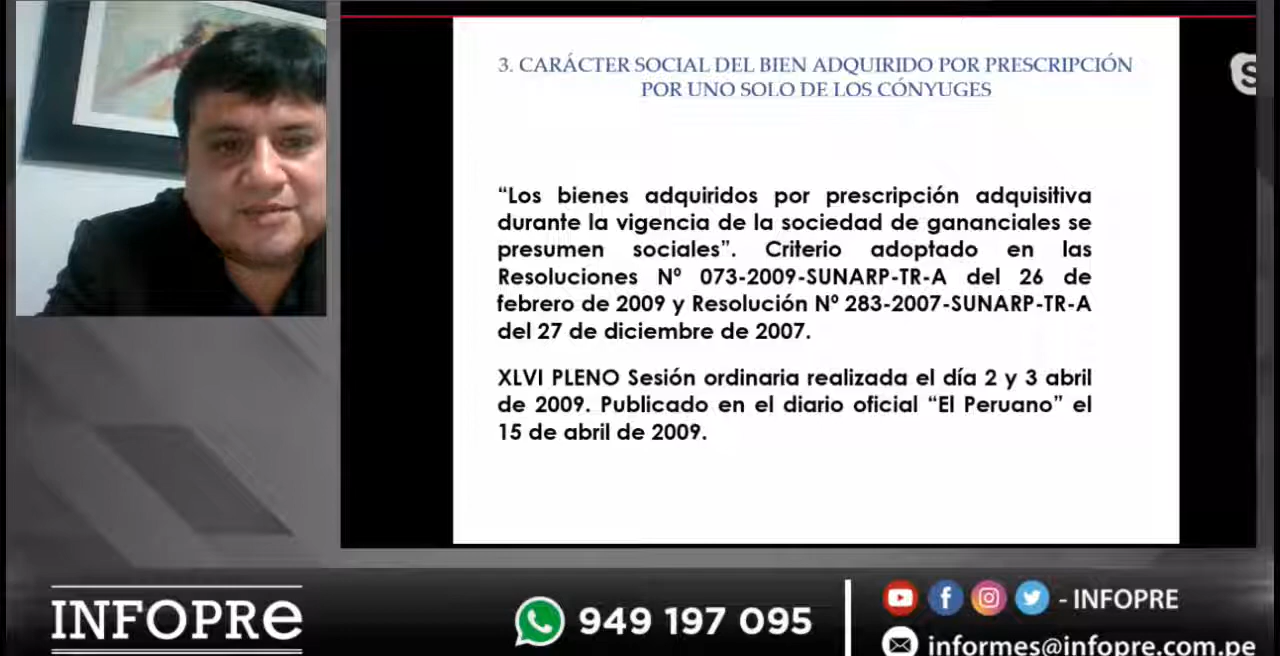 3. CARÁCTER SOCIAL DEL BIEN ADQUIRIDO POR PRESCRIPCIÓN
POR UNO SOLO DE LOS CÓNYUGES
“Los bienes adquiridos por prescripción adquisitiva
durante la vigencia de la sociedad de gananciales se
presumen sociales”. Criterio adoptado en las
Resoluciones Nº 073-2009-SUNARP-TR-A del 26 de
febrero de 2009 y Resolución Nº 283-2007-SUNARP-TR-A
del 27 de diciembre de 2007.
XLVI PLENO Sesión ordinaria realizada el día 2 y 3 abril
de 2009. Publicado en el diario oficial “El Peruano” el
15 de abril de 2009.
INFOPRe
949 197 095
- INFOPRE
informes@infopre.com.pe